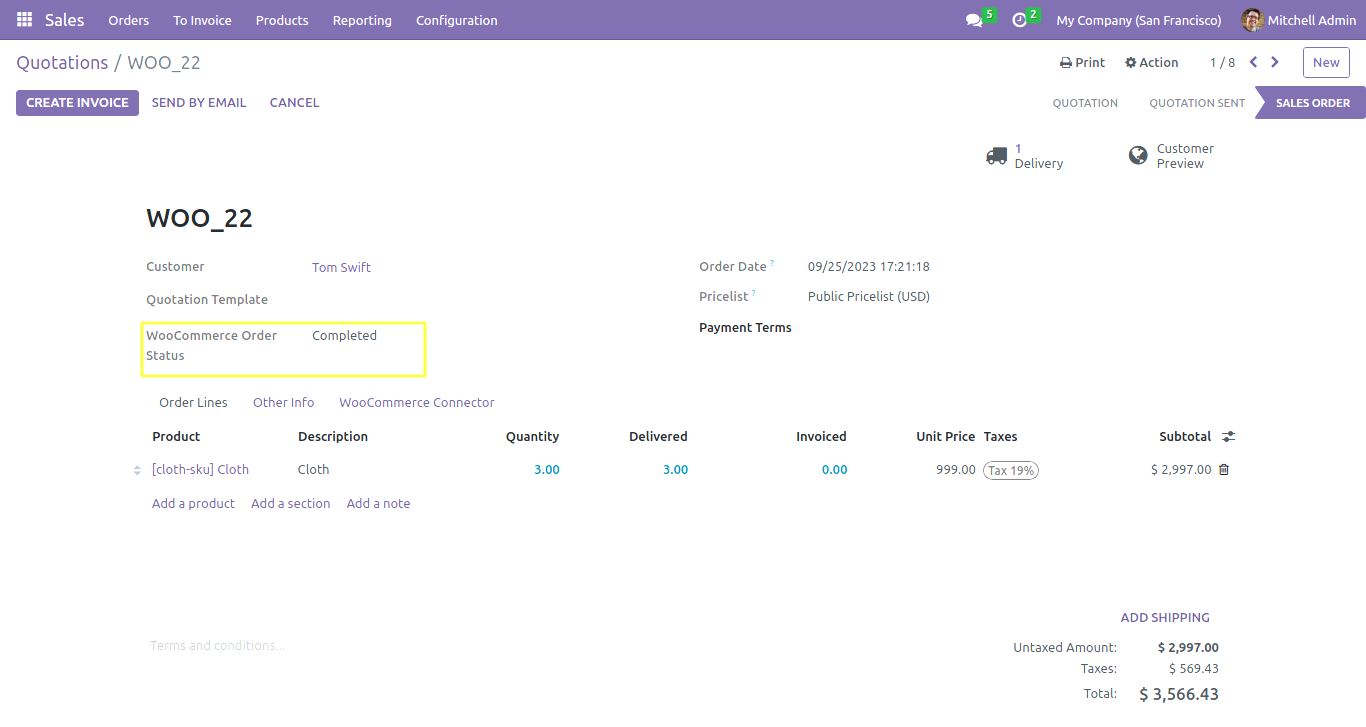 Sales Orders To Invoice Products Reporting Configuration 5 2 My Company (San Francisco) Mitchell Admin
Quotations / WOO_22 Print Action 1 / 8 New
CREATE INVOICE SEND BY EMAIL CANCEL QUOTATION QUOTATION SENT SALES ORDER
1
Delivery
Customer
Preview
WOO_22
Customer Tom Swift
Quotation Template
WooCommerce Order
Status
Completed
Order Date ? 09/25/2023 17:21:18
Pricelist ? Public Pricelist (USD)
Payment Terms
Order Lines Other Info WooCommerce Connector
Product Description Quantity Delivered Invoiced Unit Price Taxes Subtotal
[cloth-sku] Cloth Cloth 3.00 3.00 0.00 999.00 Tax 19% $ 2,997.00
Add a product Add a section Add a note
ADD SHIPPING
Terms and conditions...
Untaxed Amount: $ 2,997.00
Taxes: $ 569.43
Total: $ 3,566.43